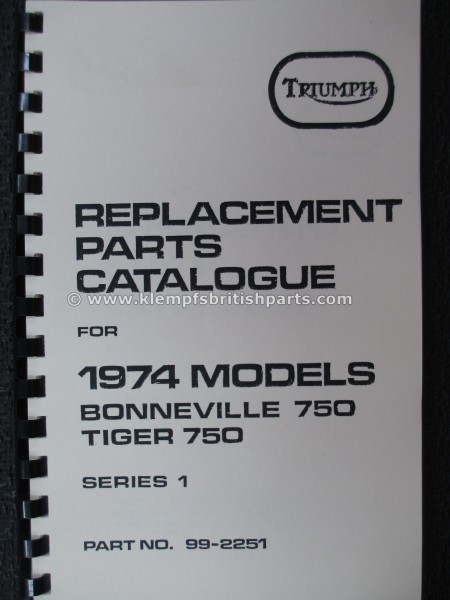 TRIUMPH
REPLACEMENT
PARTS
CATALOGUE
© www.klempfsbritishparts.com
FOR
1974 MODELS
BONNEVILLE 750
TIGER 750
SERIES 1
PART NO. 99-2251